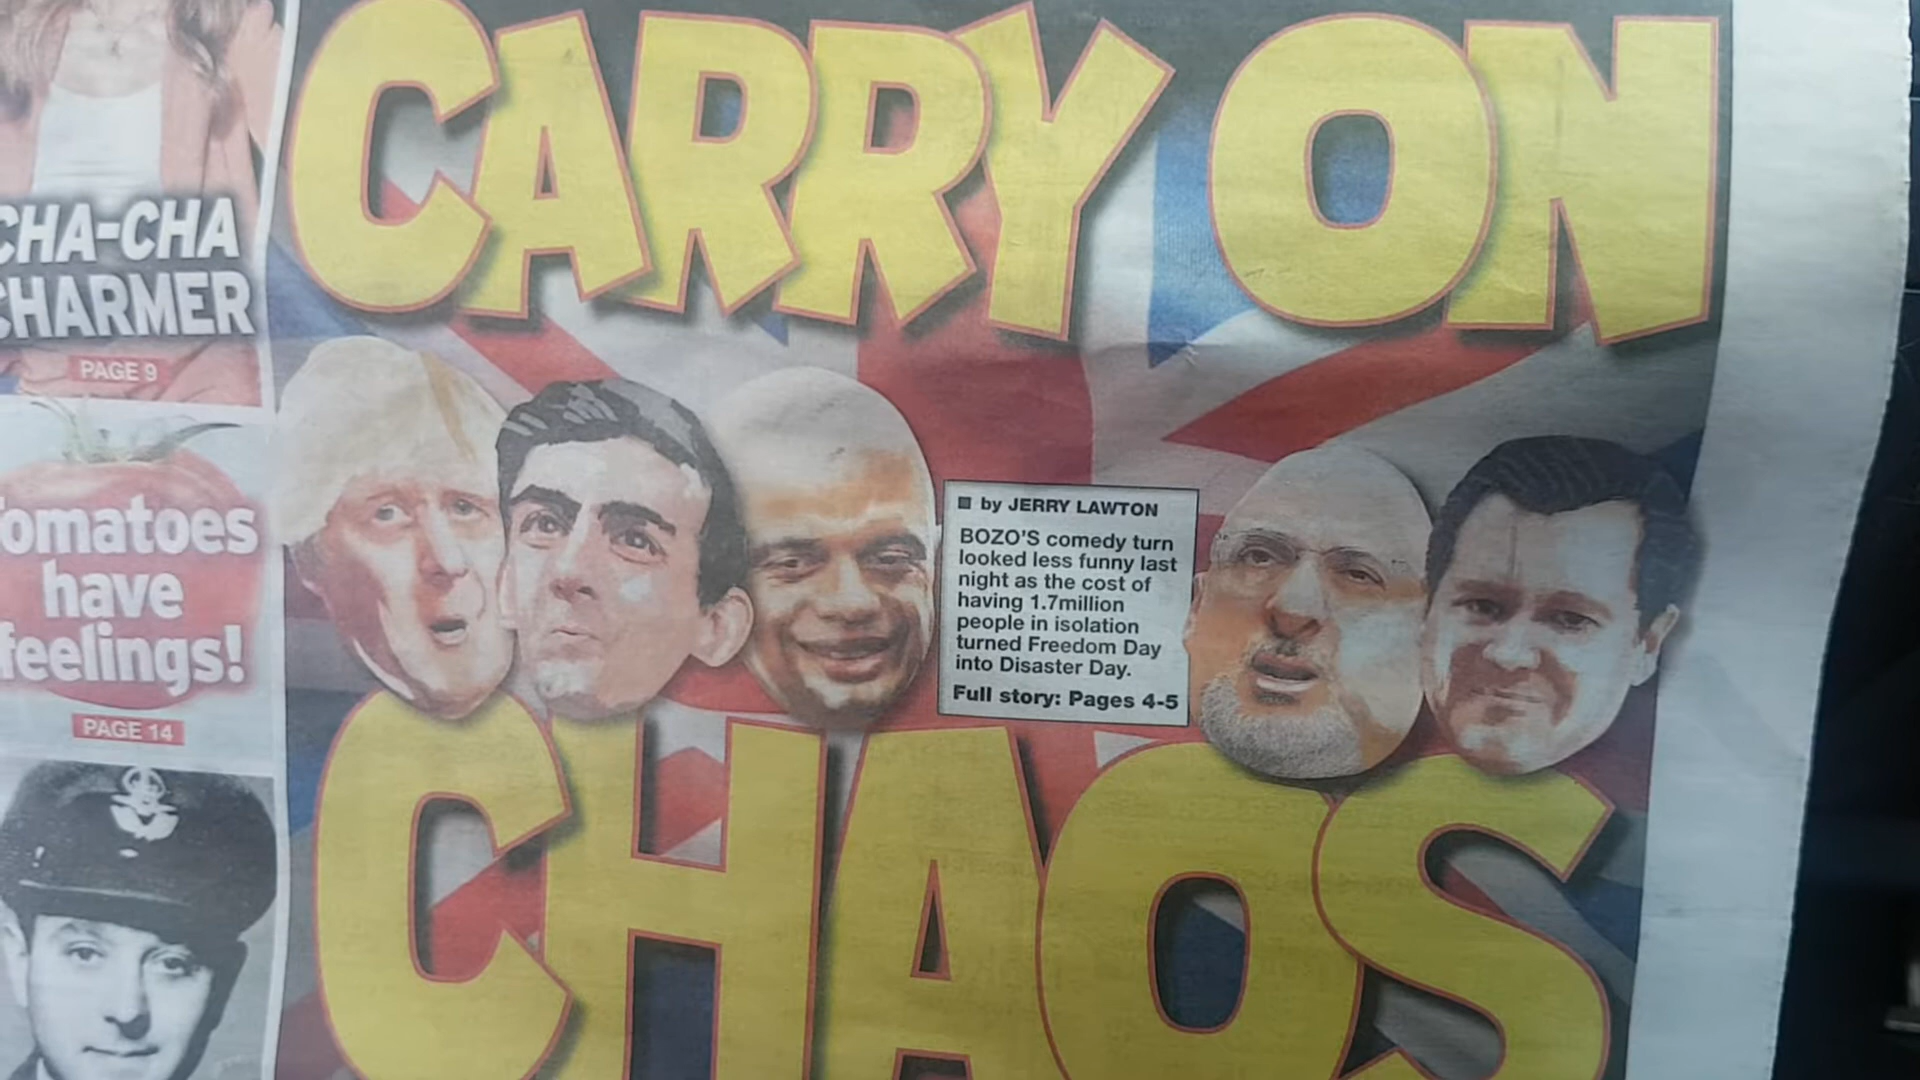 CARRY ON
CHA-CHA
CHARMER
PAGE 9
Tomatoes
have
feelings!
PAGE 14
by JERRY LAWTON
BOZO'S comedy turn
looked less funny last
night as the cost of
having 1.7million
people in isolation
turned Freedom Day
into Disaster Day.
Full story: Pages 4-5
CHAOS